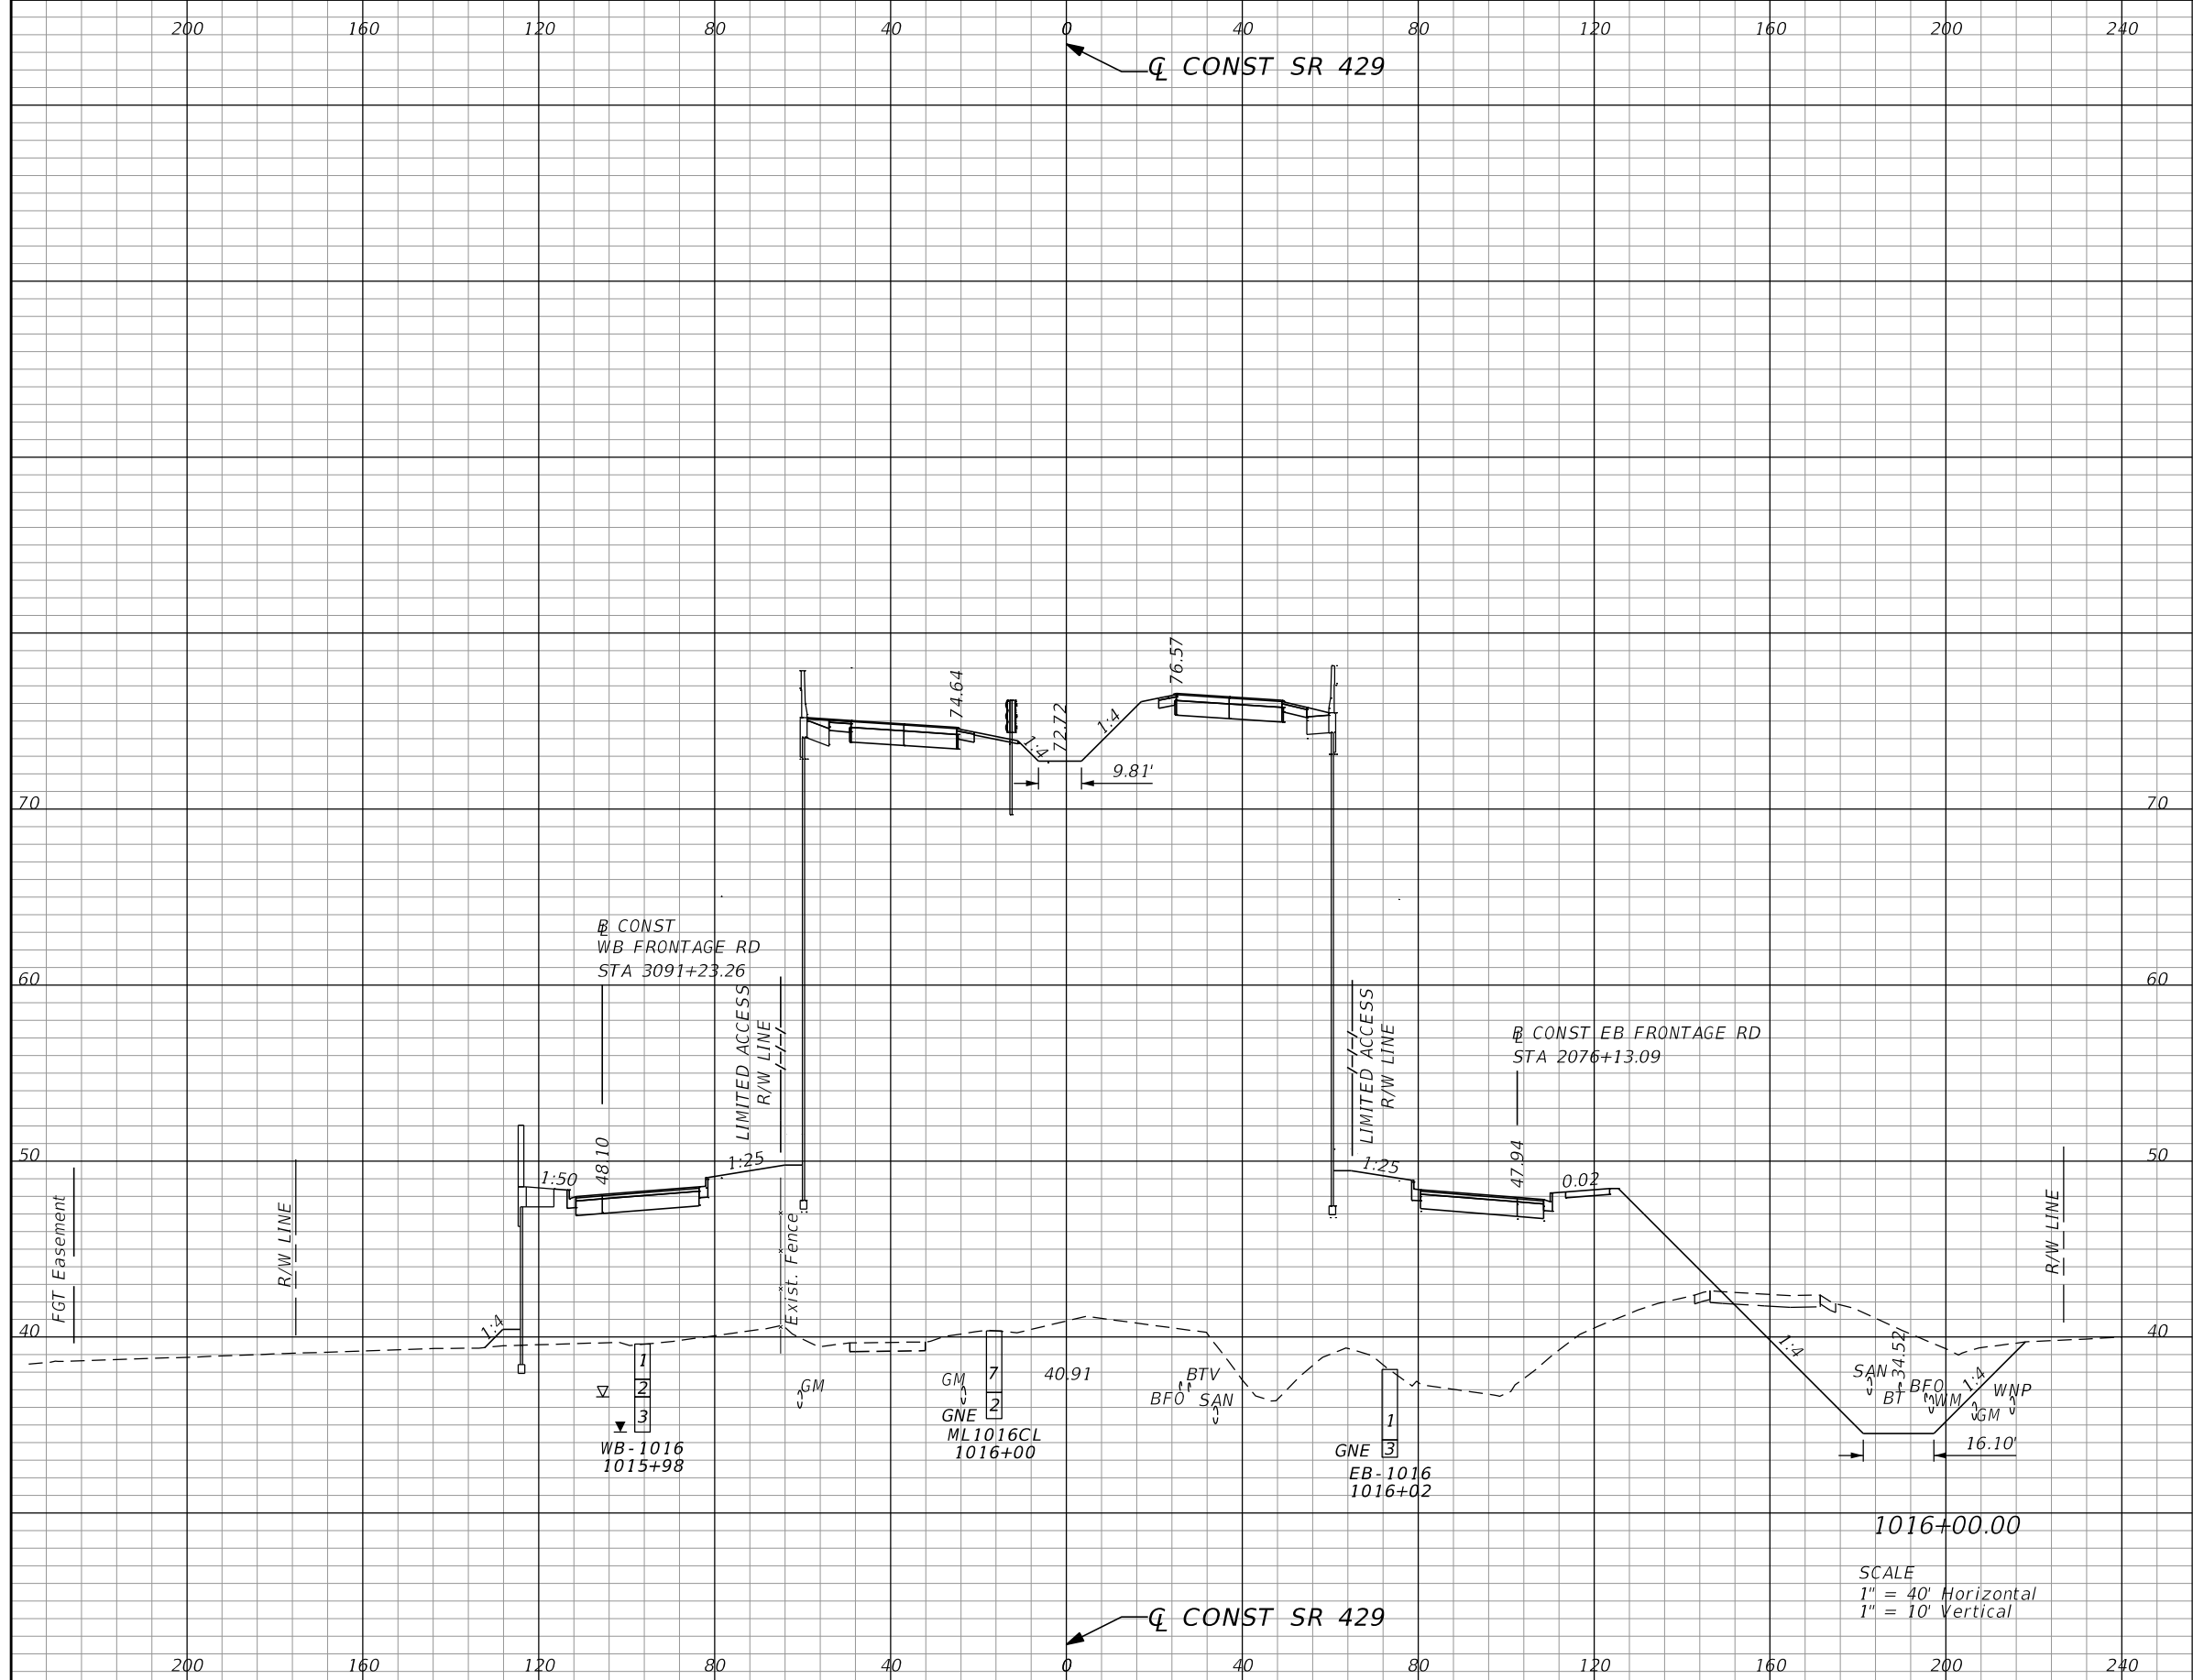 200 160 120 80 40 0 40 80 120 160 200 240
℄ CONST SR 429
76.57
74.64
72.72
1:4
1:4
9.81'
70 70
℄ CONST
WB FRONTAGE RD
STA 3091+23.26
60 60
LIMITED ACCESS
R/W LINE
LIMITED ACCESS
R/W LINE
℄ CONST EB FRONTAGE RD
STA 2076+13.09
50 50
1:50
48.10
1:25
1:25
47.94
0.02
FGT Easement
R/W LINE
Exist. Fence
R/W LINE
40 40
1:4
1
2
3
WB-1016
1015+98
GM
GM
GNE
7
2
ML1016CL
1016+00
40.91
BTV
BFO
SAN
1
GNE
3
EB-1016
1016+02
1:4
34.52
SAN
BT
BFO
WM
1:4
WNP
GM
16.10'
1016+00.00
SCALE
1" = 40' Horizontal
1" = 10' Vertical
℄ CONST SR 429
200 160 120 80 40 0 40 80 120 160 200 240